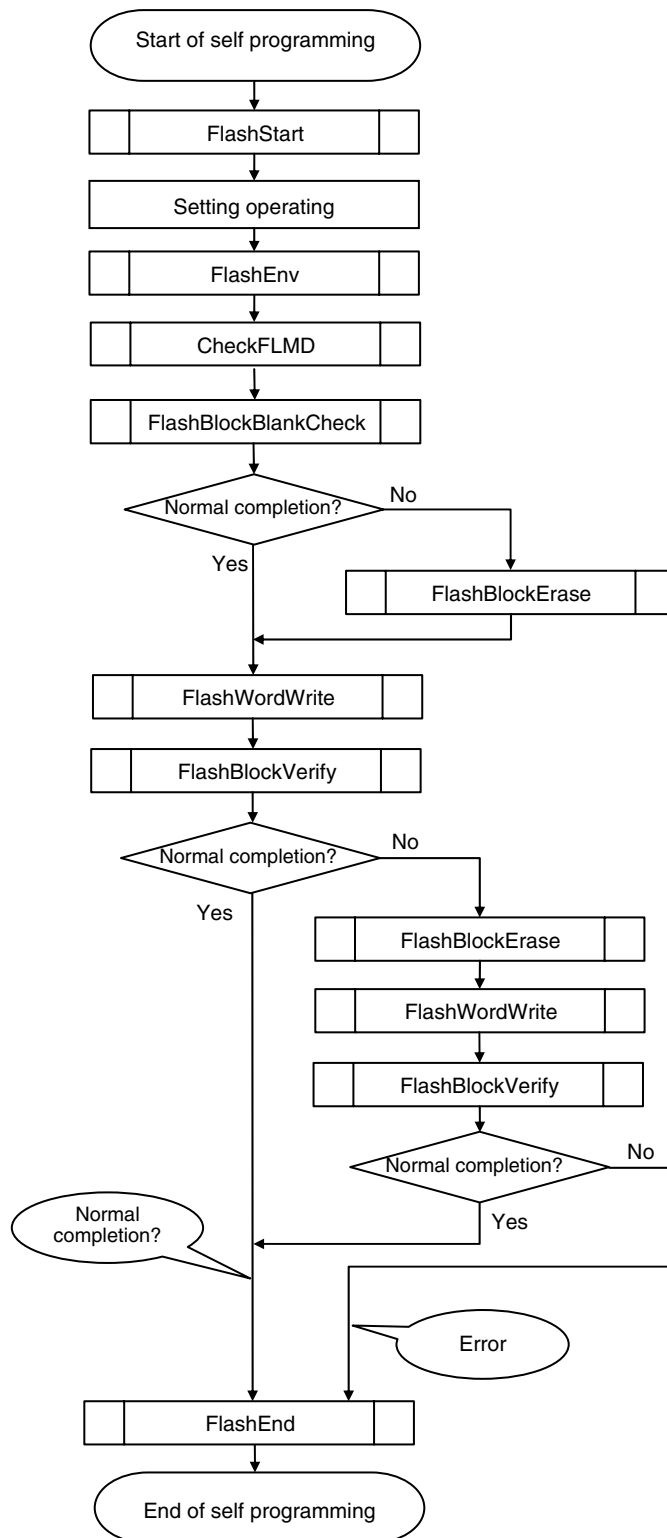 Start of self programming
FlashStart
Setting operating
FlashEnv
CheckFLMD
FlashBlockBlankCheck
Normal completion?
No
Yes
FlashBlockErase
FlashWordWrite
FlashBlockVerify
Normal completion?
No
Yes
FlashBlockErase
FlashWordWrite
FlashBlockVerify
Normal completion?
No
Yes
Normal
completion?
Error
FlashEnd
End of self programming